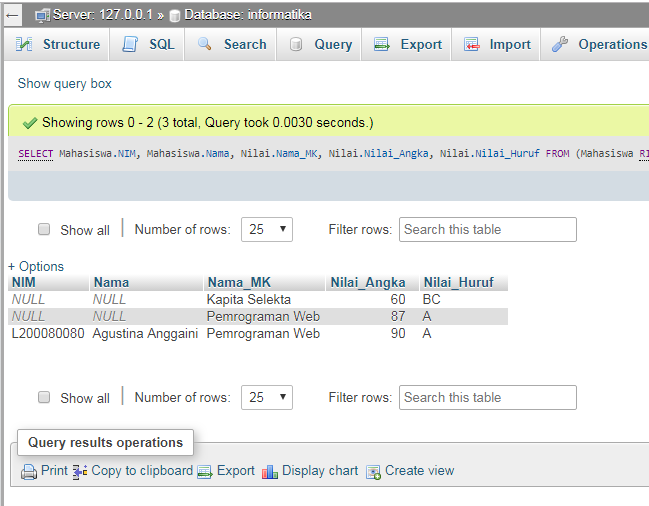 Server: 127.0.0.1 » Database: informatika
Structure SQL Search Query Export Import Operations
Show query box
Showing rows 0 - 2 (3 total, Query took 0.0030 seconds.)
SELECT Mahasiswa.NIM, Mahasiswa.Nama, Nilai.Nama_MK, Nilai.Nilai_Angka, Nilai.Nilai_Huruf FROM (Mahasiswa RI
Show all Number of rows: 25 Filter rows: Search this table
+ Options
NIM Nama Nama_MK Nilai_Angka Nilai_Huruf
NULL NULL Kapita Selekta 60 BC
NULL NULL Pemrograman Web 87 A
L200080080 Agustina Anggaini Pemrograman Web 90 A
Show all Number of rows: 25 Filter rows: Search this table
Query results operations
Print Copy to clipboard Export Display chart Create view